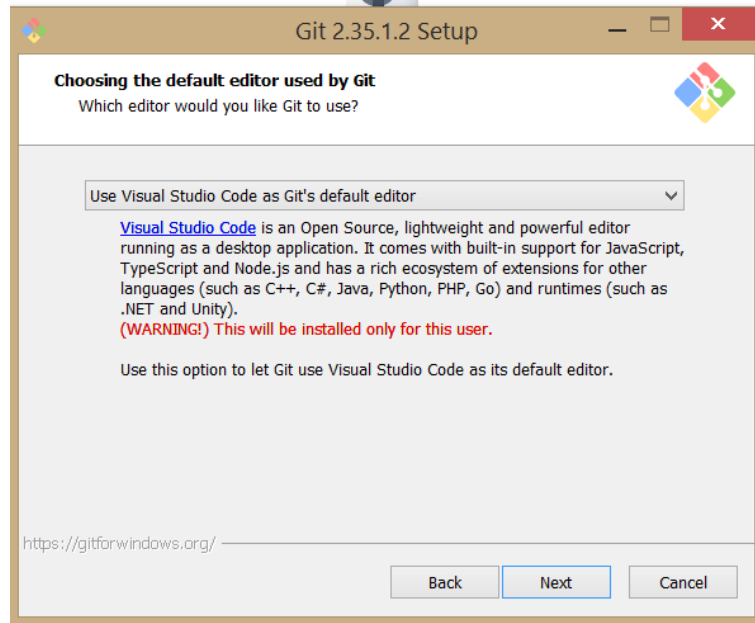 Git 2.35.1.2 Setup
Choosing the default editor used by Git
Which editor would you like Git to use?
Use Visual Studio Code as Git's default editor
Visual Studio Code is an Open Source, lightweight and powerful editor
running as a desktop application. It comes with built-in support for JavaScript,
TypeScript and Node.js and has a rich ecosystem of extensions for other
languages (such as C++, C#, Java, Python, PHP, Go) and runtimes (such as
.NET and Unity).
(WARNING!) This will be installed only for this user.
Use this option to let Git use Visual Studio Code as its default editor.
https://gitforwindows.org/
Back Next Cancel